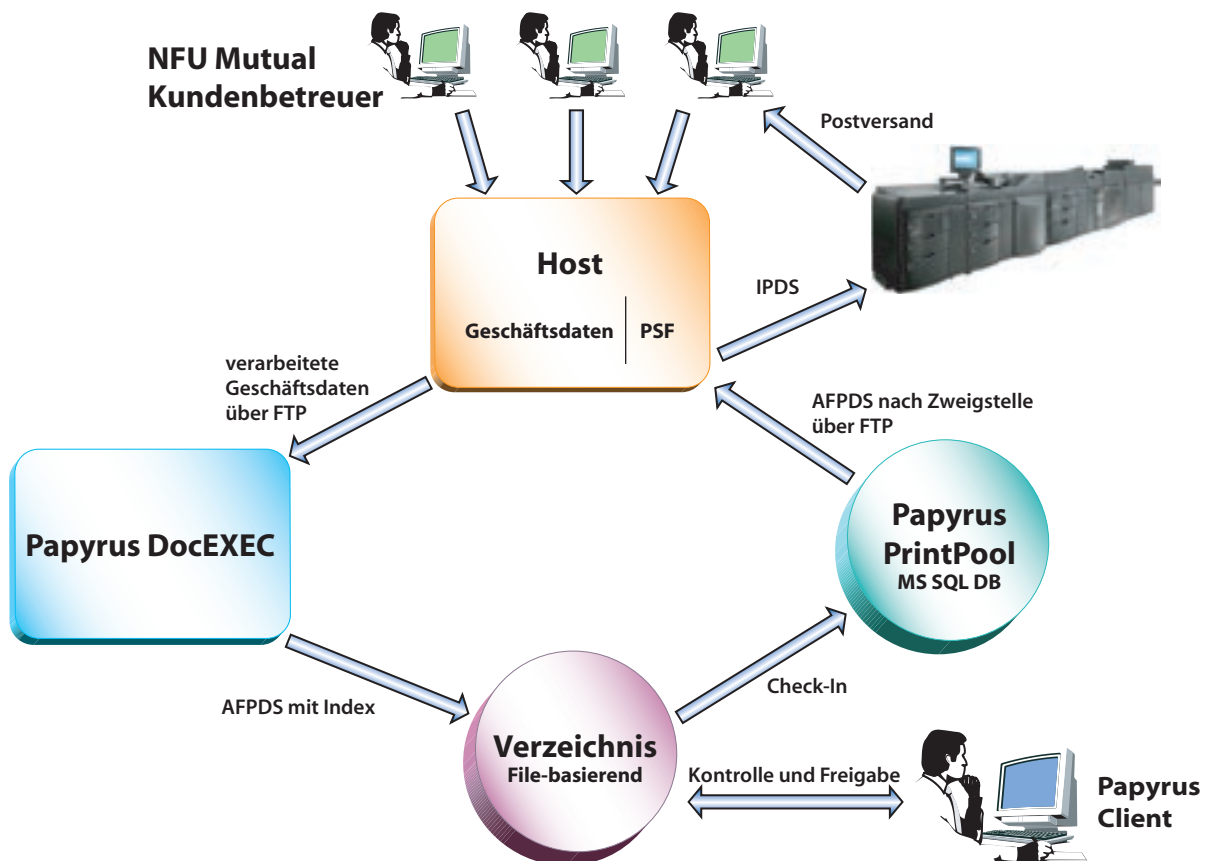 NFU Mutual
Kundenbetreuer
Postversand
Host
Geschäftsdaten
PSF
IPDS
verarbeitete
Geschäftsdaten
über FTP
AFPDS nach Zweigstelle
über FTP
Papyrus DocEXEC
Papyrus
PrintPool
MS SQL DB
AFPDS mit Index
Check-In
Verzeichnis
File-basierend
Kontrolle und Freigabe
Papyrus
Client